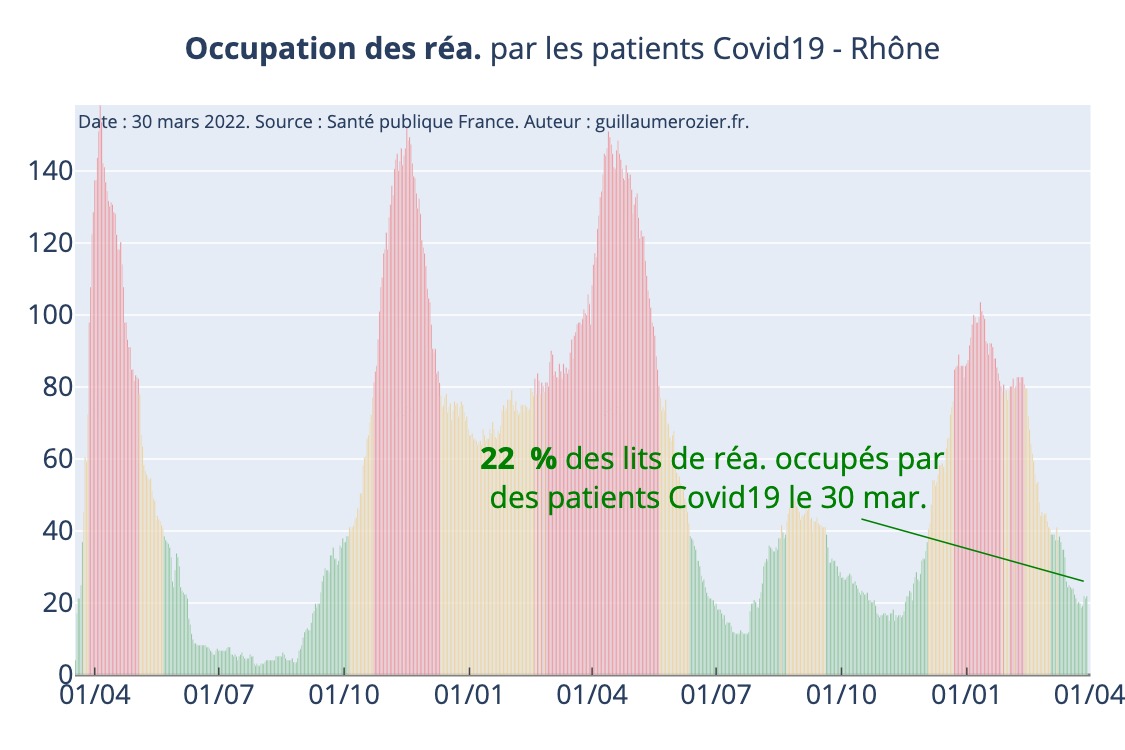 Occupation des réa. par les patients Covid19 - Rhône
Date : 30 mars 2022. Source : Santé publique France. Auteur : guillaumerozier.fr.
140
120
100
80
60
40
20
0
22 % des lits de réa. occupés par
des patients Covid19 le 30 mar.
01/04 01/07 01/10 01/01 01/04 01/07 01/10 01/01 01/04